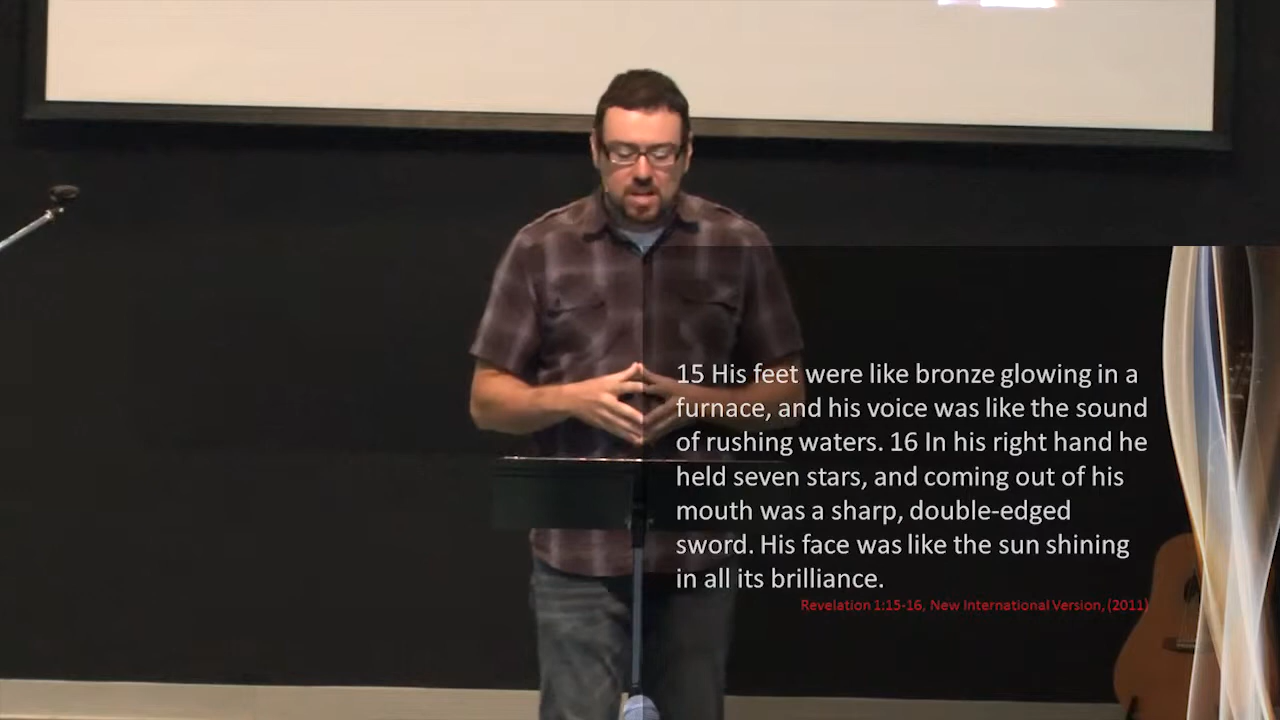 15 His feet were like bronze glowing in a
furnace, and his voice was like the sound
of rushing waters. 16 In his right hand he
held seven stars, and coming out of his
mouth was a sharp, double-edged
sword. His face was like the sun shining
in all its brilliance.
Revelation 1:15-16, New International Version, (2011)